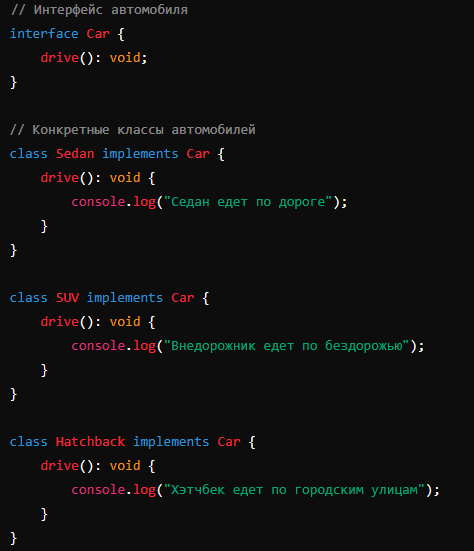 // Интерфейс автомобиля
interface Car {
    drive(): void;
}
// Конкретные классы автомобилей
class Sedan implements Car {
    drive(): void {
        console.log("Седан едет по дороге");
    }
}
class SUV implements Car {
    drive(): void {
        console.log("Внедорожник едет по бездорожью");
    }
}
class Hatchback implements Car {
    drive(): void {
        console.log("Хэтчбек едет по городским улицам");
    }
}